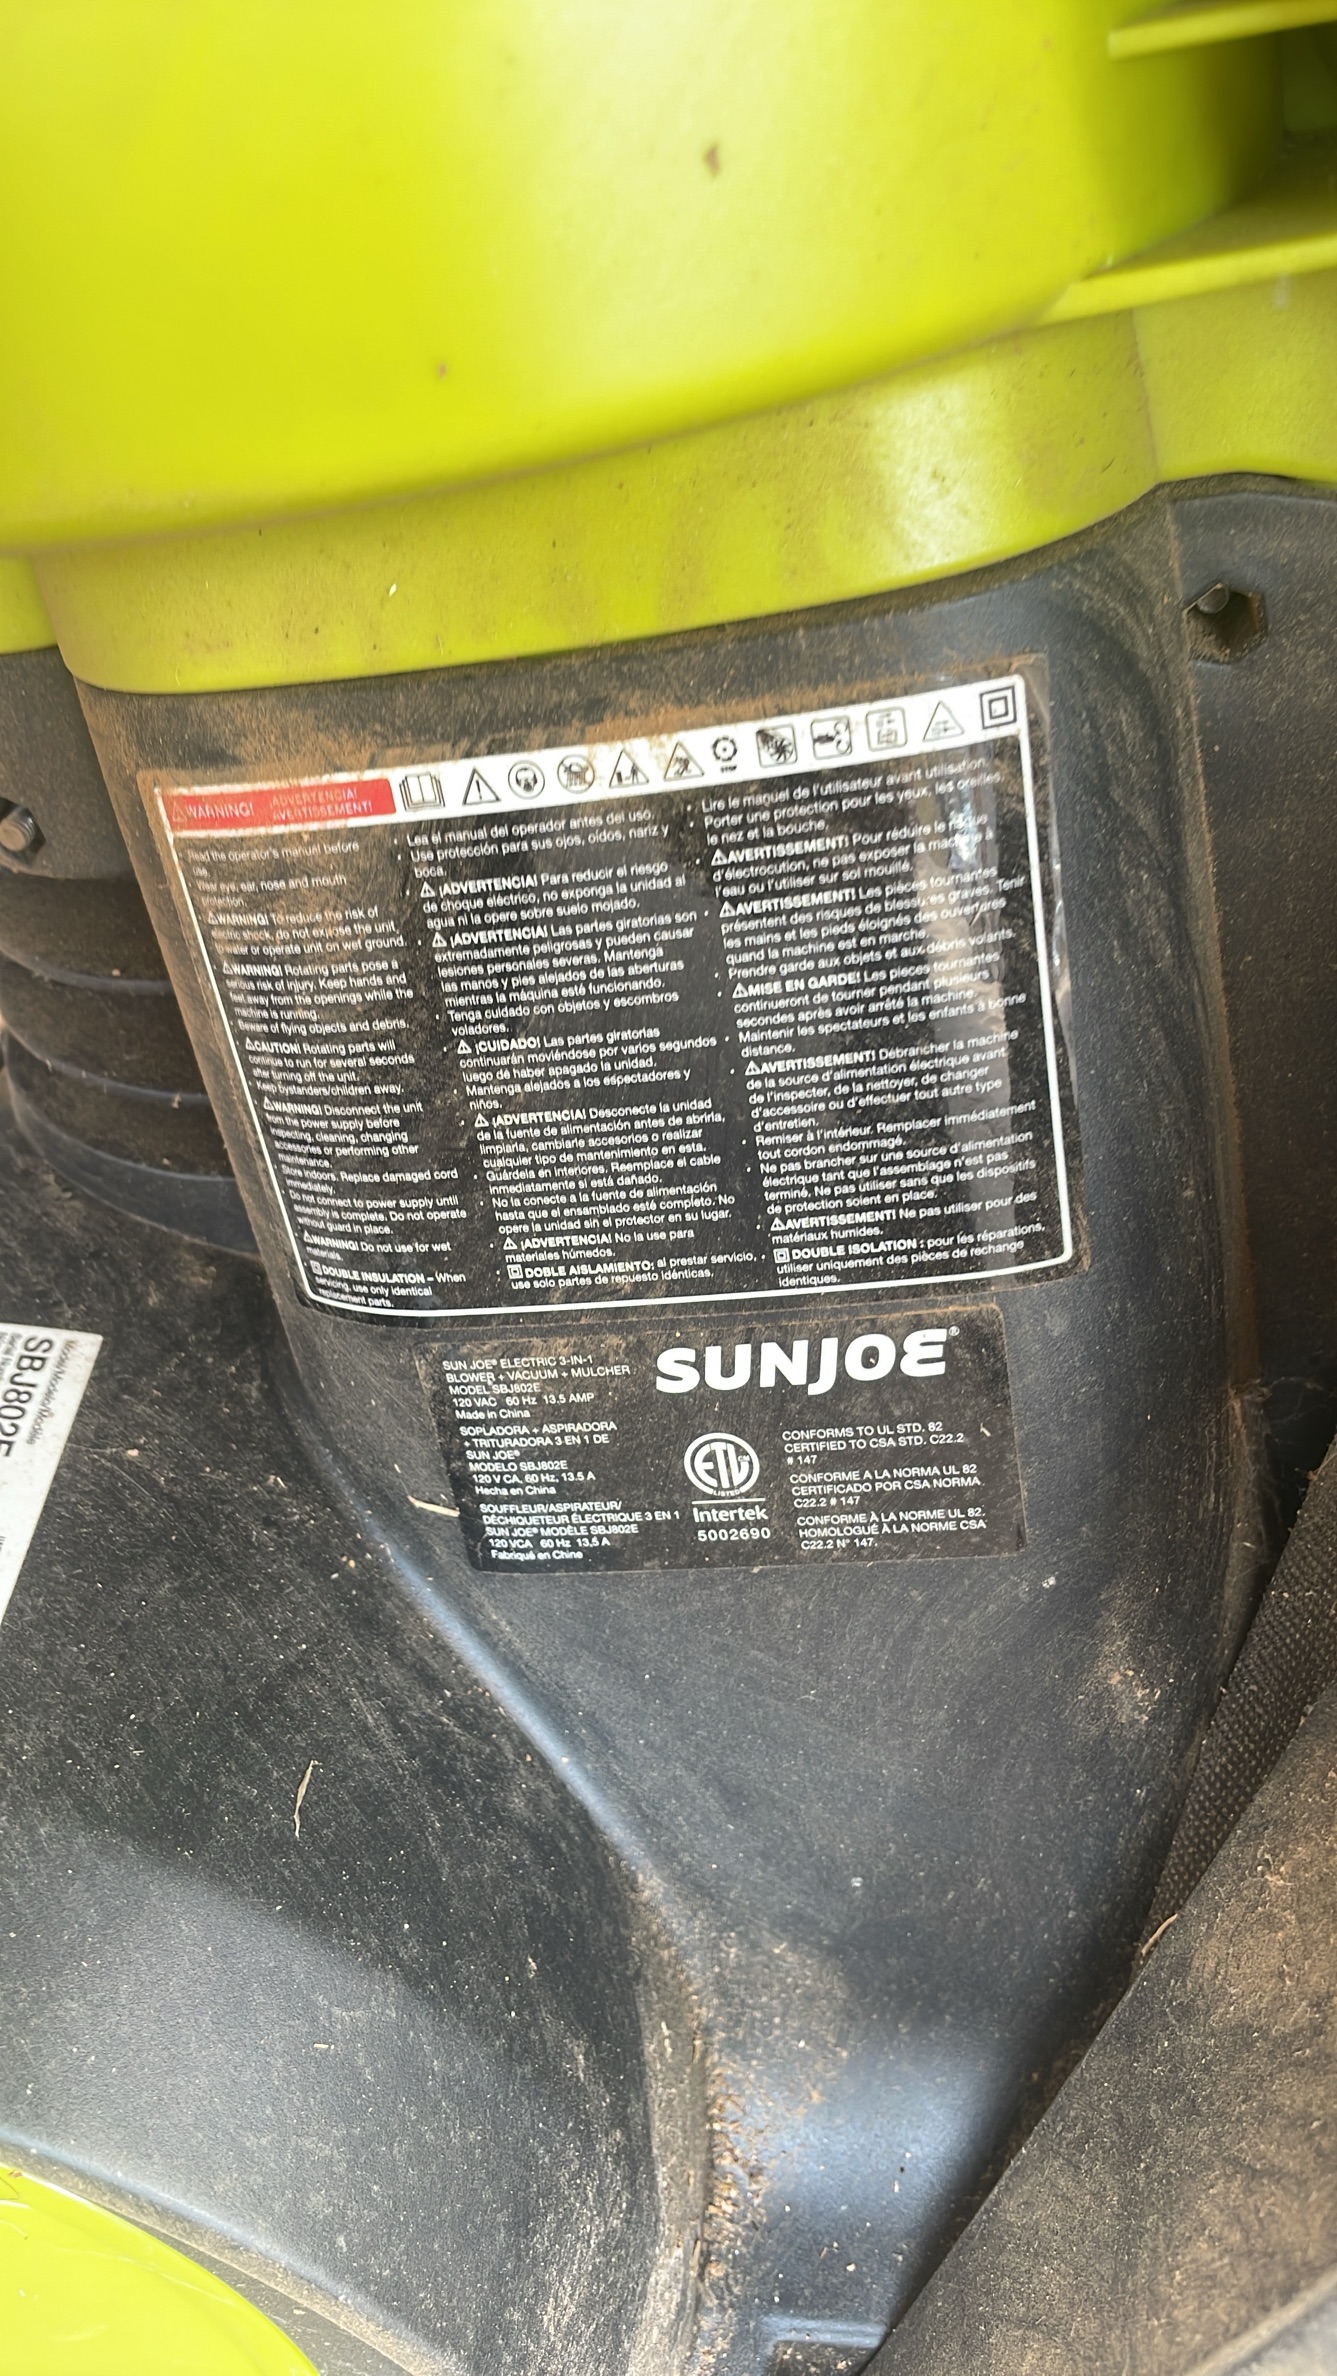 WARNING!
¡ADVERTENCIA!
AVERTISSEMENT!
STOP
Read the operator's manual before
use.
Wear eye, ear, nose and mouth
protection.
WARNING! To reduce the risk of
electric shock, do not expose the unit
to water or operate unit on wet ground.
WARNING! Rotating parts pose a
serious risk of injury. Keep hands and
feet away from the openings while the
machine is running.
Beware of flying objects and debris.
CAUTION! Rotating parts will
continue to run for several seconds
after turning off the unit.
Keep bystanders/children away.
WARNING! Disconnect the unit
from the power supply before
inspecting, cleaning, changing
accessories or performing other
maintenance.
Store indoors. Replace damaged cord
immediately.
Do not connect to power supply until
assembly is complete. Do not operate
without guard in place.
WARNING! Do not use for wet
materials.
DOUBLE INSULATION – When
servicing, use only identical
replacement parts.
Lea el manual del operador antes del uso.
• Use protección para sus ojos, oídos, nariz y
boca.
• ¡ADVERTENCIA! Para reducir el riesgo
de choque eléctrico, no exponga la unidad al
agua ni la opere sobre suelo mojado.
• ¡ADVERTENCIA! Las partes giratorias son
extremadamente peligrosas y pueden causar
lesiones personales severas. Mantenga
las manos y pies alejados de las aberturas
mientras la máquina esté funcionando.
• Tenga cuidado con objetos y escombros
voladores.
• ¡CUIDADO! Las partes giratorias
continuarán moviéndose por varios segundos
luego de haber apagado la unidad.
• Mantenga alejados a los espectadores y
niños.
• ¡ADVERTENCIA! Desconecte la unidad
de la fuente de alimentación antes de abrirla,
limpiarla, cambiarle accesorios o realizar
cualquier tipo de mantenimiento en esta.
• Guárdela en interiores. Reemplace el cable
inmediatamente si está dañado.
• No la conecte a la fuente de alimentación
hasta que el ensamblado esté completo. No
opere la unidad sin el protector en su lugar.
• ¡ADVERTENCIA! No la use para
materiales húmedos.
• DOBLE AISLAMIENTO: al prestar servicio,
use solo partes de repuesto idénticas.
• Lire le manuel de l'utilisateur avant utilisation.
• Porter une protection pour les yeux, les oreilles,
le nez et la bouche.
• AVERTISSEMENT! Pour réduire le risque
d'électrocution, ne pas exposer la machine à
l'eau ou l'utiliser sur sol mouillé.
• AVERTISSEMENT! Les pièces tournantes
présentent des risques de blessures graves. Tenir
les mains et les pieds éloignés des ouvertures
quand la machine est en marche.
• Prendre garde aux objets et aux débris volants.
• MISE EN GARDE! Les pièces tournantes
continueront de tourner pendant plusieurs
secondes après avoir arrêté la machine.
• Maintenir les spectateurs et les enfants à bonne
distance.
• AVERTISSEMENT! Débrancher la machine
de la source d'alimentation électrique avant
de l'inspecter, de la nettoyer, de changer
d'accessoire ou d'effectuer tout autre type
d'entretien.
• Remiser à l'intérieur. Remplacer immédiatement
tout cordon endommagé.
• Ne pas brancher sur une source d'alimentation
électrique tant que l'assemblage n'est pas
terminé. Ne pas utiliser sans que les dispositifs
de protection soient en place.
• AVERTISSEMENT! Ne pas utiliser pour des
matériaux humides.
• DOUBLE ISOLATION : pour les réparations,
utiliser uniquement des pièces de rechange
identiques.
SUN JOE® ELECTRIC 3-IN-1
BLOWER + VACUUM + MULCHER
MODEL SBJ802E
120 VAC 60 Hz 13.5 AMP
Made in China
SOPLADORA + ASPIRADORA
+ TRITURADORA 3 EN 1 DE
SUN JOE®
MODELO SBJ802E
120 V CA, 60 Hz, 13.5 A
Hecha en China
SOUFFLEUR/ASPIRATEUR/
DÉCHIQUETEUR ÉLECTRIQUE 3 EN 1
SUN JOE® MODÈLE SBJ802E
120 VCA 60 Hz 13,5 A
Fabriqué en Chine
SUNJOE®
ETL CM
LISTED
Intertek
5002690
CONFORMS TO UL STD. 82
CERTIFIED TO CSA STD. C22.2
# 147
CONFORME A LA NORMA UL 82
CERTIFICADO POR CSA NORMA
C22.2 # 147
CONFORME À LA NORME UL 82.
HOMOLOGUÉ À LA NORME CSA
C22.2 N° 147.
Model/Modelo/Modèle
SBJ802E